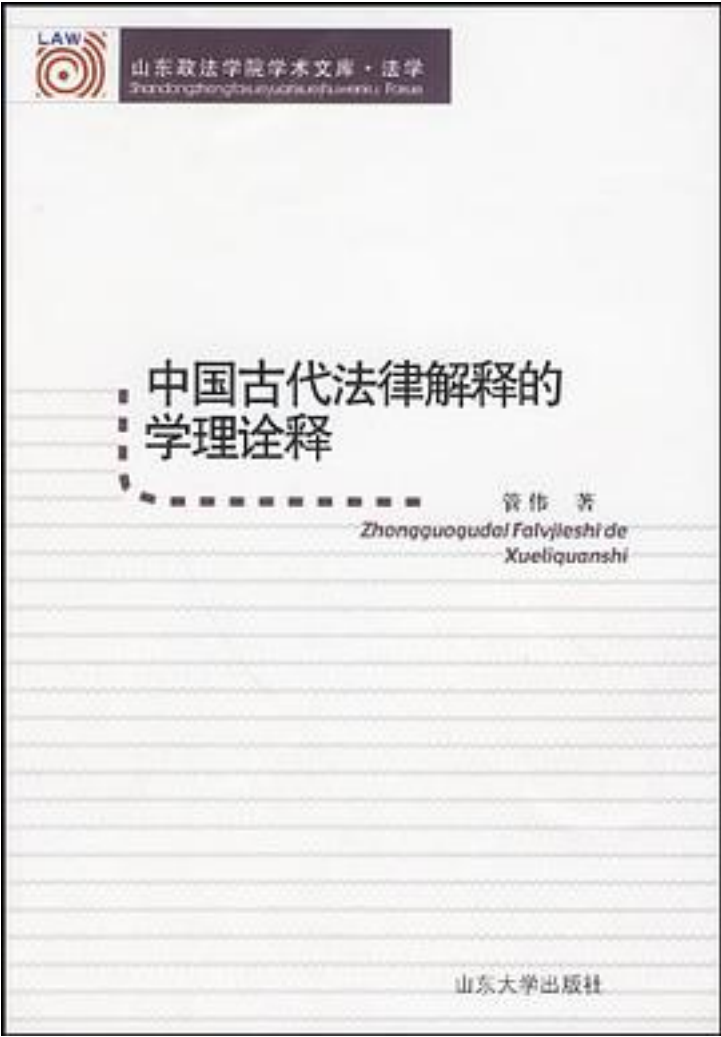 LAW
山东政法学院学术文库·法学
Shandongzhengfaxueyuanxueshuwenku Faxue
中国古代法律解释的
学理诠释
管伟 著
Zhongguogudai Falvjieshi de
Xueliquanshi
山东大学出版社